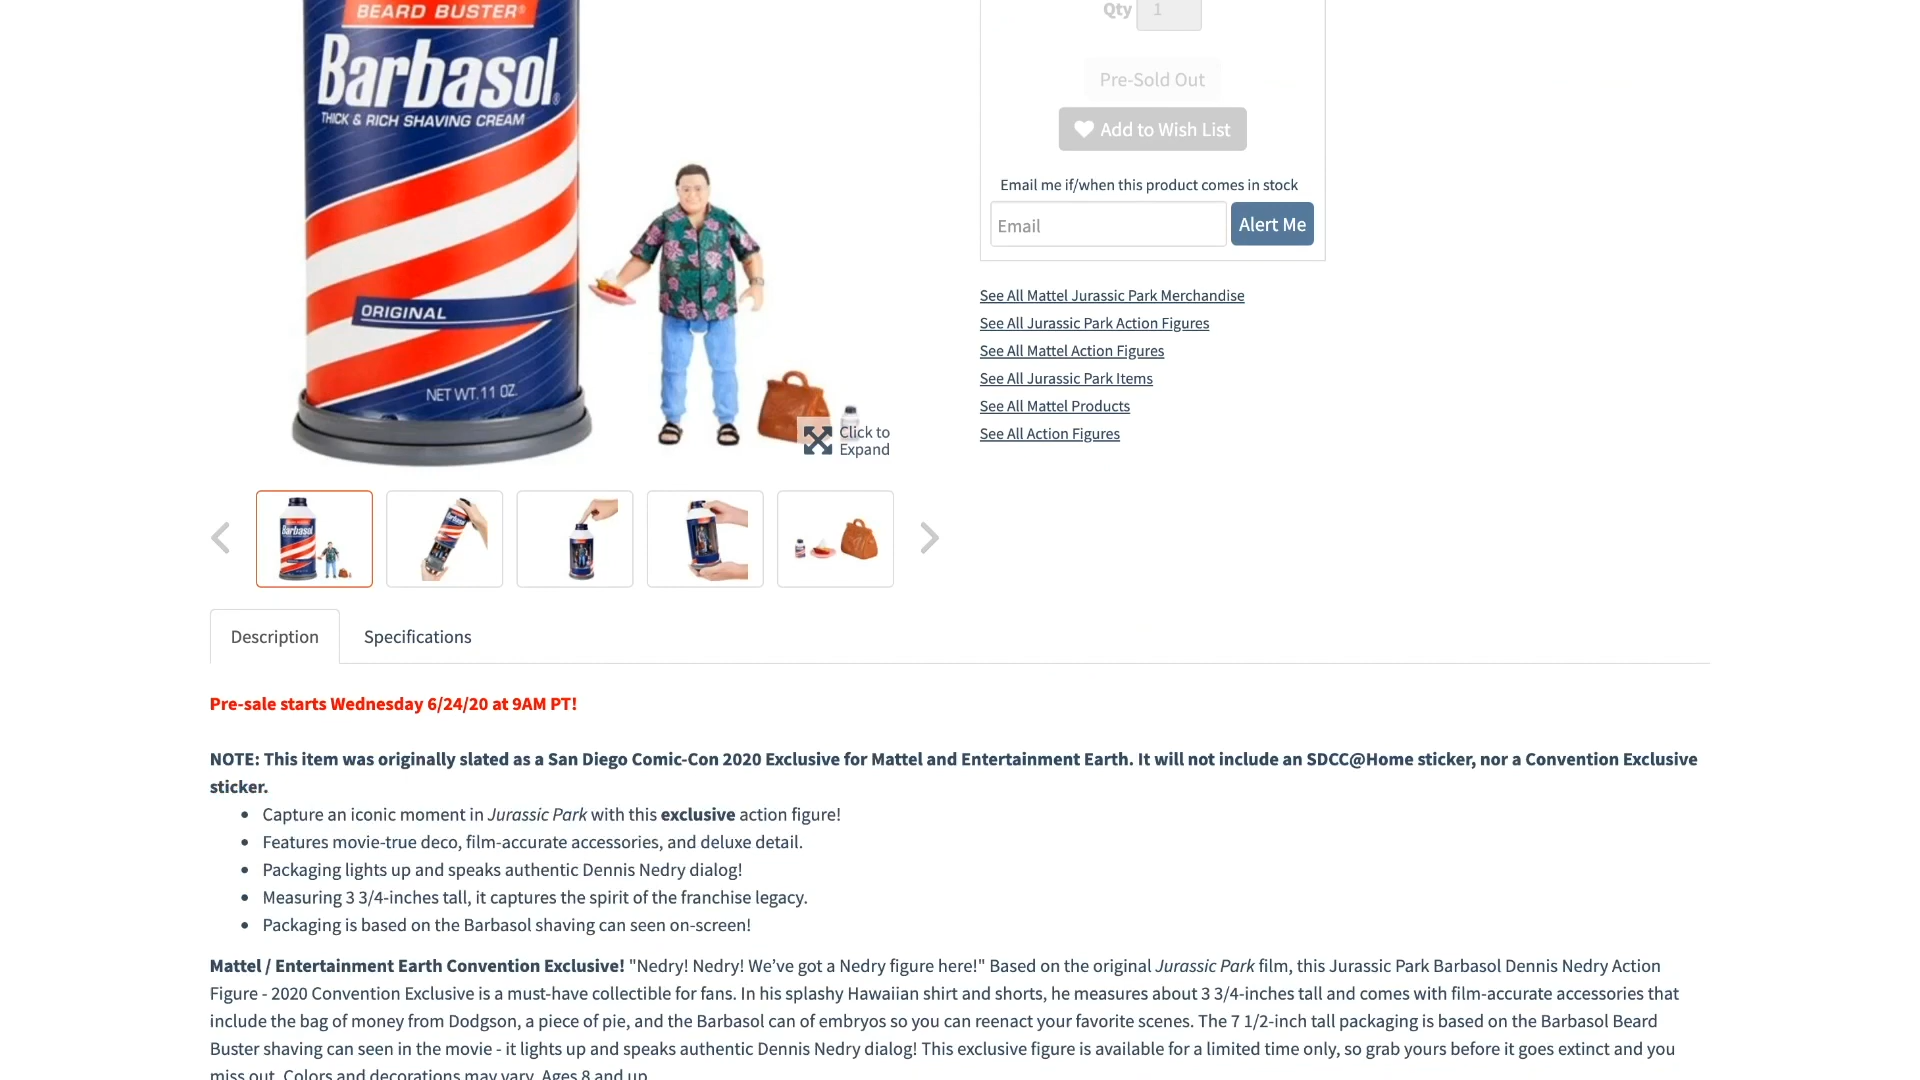 BEARD BUSTER®
Barbasol®
THICK & RICH SHAVING CREAM
ORIGINAL
NET WT. 11 OZ.
Click to
Expand
Qty 1
Pre-Sold Out
Add to Wish List
Email me if/when this product comes in stock
Email Alert Me
See All Mattel Jurassic Park Merchandise
See All Jurassic Park Action Figures
See All Mattel Action Figures
See All Jurassic Park Items
See All Mattel Products
See All Action Figures
Barbasol
Description Specifications
Pre-sale starts Wednesday 6/24/20 at 9AM PT!
NOTE: This item was originally slated as a San Diego Comic-Con 2020 Exclusive for Mattel and Entertainment Earth. It will not include an SDCC@Home sticker, nor a Convention Exclusive
sticker.
• Capture an iconic moment in Jurassic Park with this exclusive action figure!
• Features movie-true deco, film-accurate accessories, and deluxe detail.
• Packaging lights up and speaks authentic Dennis Nedry dialog!
• Measuring 3 3/4-inches tall, it captures the spirit of the franchise legacy.
• Packaging is based on the Barbasol shaving can seen on-screen!
Mattel / Entertainment Earth Convention Exclusive! "Nedry! Nedry! We’ve got a Nedry figure here!" Based on the original Jurassic Park film, this Jurassic Park Barbasol Dennis Nedry Action
Figure - 2020 Convention Exclusive is a must-have collectible for fans. In his splashy Hawaiian shirt and shorts, he measures about 3 3/4-inches tall and comes with film-accurate accessories that
include the bag of money from Dodgson, a piece of pie, and the Barbasol can of embryos so you can reenact your favorite scenes. The 7 1/2-inch tall packaging is based on the Barbasol Beard
Buster shaving can seen in the movie - it lights up and speaks authentic Dennis Nedry dialog! This exclusive figure is available for a limited time only, so grab yours before it goes extinct and you
miss out. Colors and decorations may vary. Ages 8 and up.